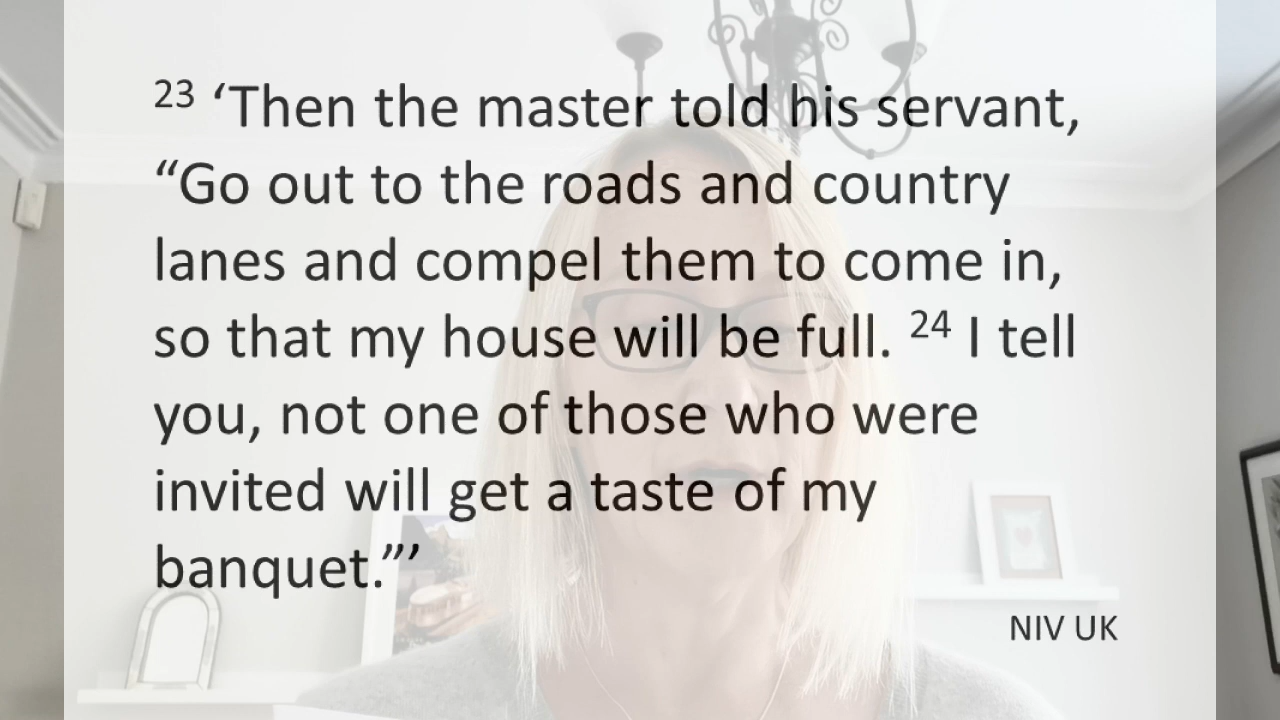 23 ‘Then the master told his servant,
“Go out to the roads and country
lanes and compel them to come in,
so that my house will be full. 24 I tell
you, not one of those who were
invited will get a taste of my
banquet.”’
NIV UK